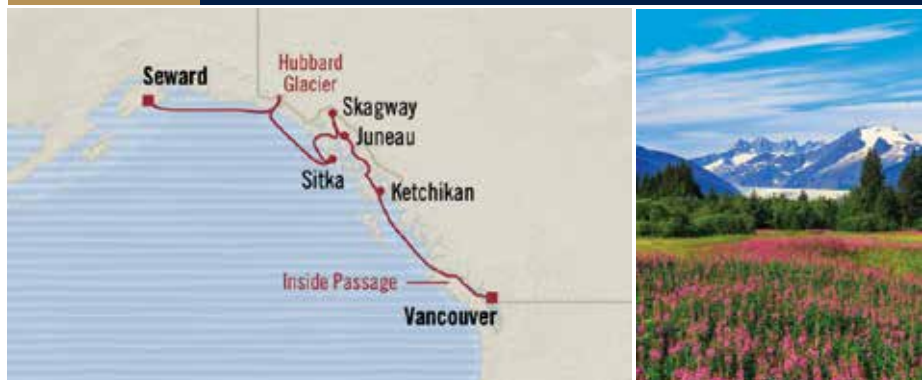 Seward
Hubbard
Glacier
Skagway
Juneau
Sitka
Ketchikan
Inside Passage
Vancouver